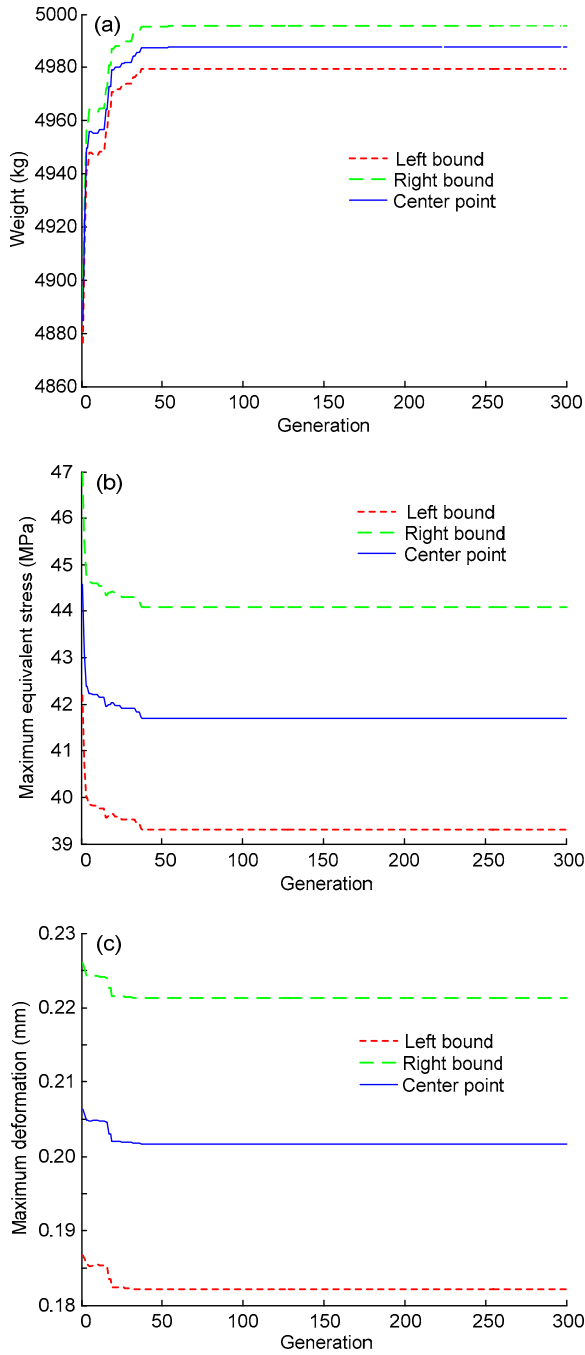 (a)
Weight (kg)
5000
4980
4960
4940
4920
4900
4880
4860
Left bound
Right bound
Center point
0 50 100 150 200 250 300
Generation
(b)
Maximum equivalent stress (MPa)
47
46
45
44
43
42
41
40
39
Left bound
Right bound
Center point
0 50 100 150 200 250 300
Generation
(c)
Maximum deformation (mm)
0.23
0.22
0.21
0.20
0.19
0.18
Left bound
Right bound
Center point
0 50 100 150 200 250 300
Generation